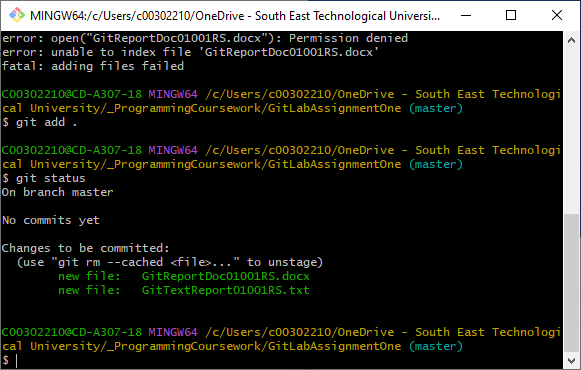 MINGW64:/c/Users/c00302210/OneDrive - South East Technological Universi...
error: open("GitReportDoc01001RS.docx"): Permission denied
error: unable to index file 'GitReportDoc01001RS.docx'
fatal: adding files failed
C00302210@CD-A307-18 MINGW64 /c/Users/c00302210/OneDrive - South East Technologi
cal University/_ProgrammingCoursework/GitLabAssignmentOne (master)
$ git add .
C00302210@CD-A307-18 MINGW64 /c/Users/c00302210/OneDrive - South East Technologi
cal University/_ProgrammingCoursework/GitLabAssignmentOne (master)
$ git status
On branch master
No commits yet
Changes to be committed:
(use "git rm --cached <file>..." to unstage)
new file:   GitReportDoc01001RS.docx
new file:   GitTextReport01001RS.txt
C00302210@CD-A307-18 MINGW64 /c/Users/c00302210/OneDrive - South East Technologi
cal University/_ProgrammingCoursework/GitLabAssignmentOne (master)
$